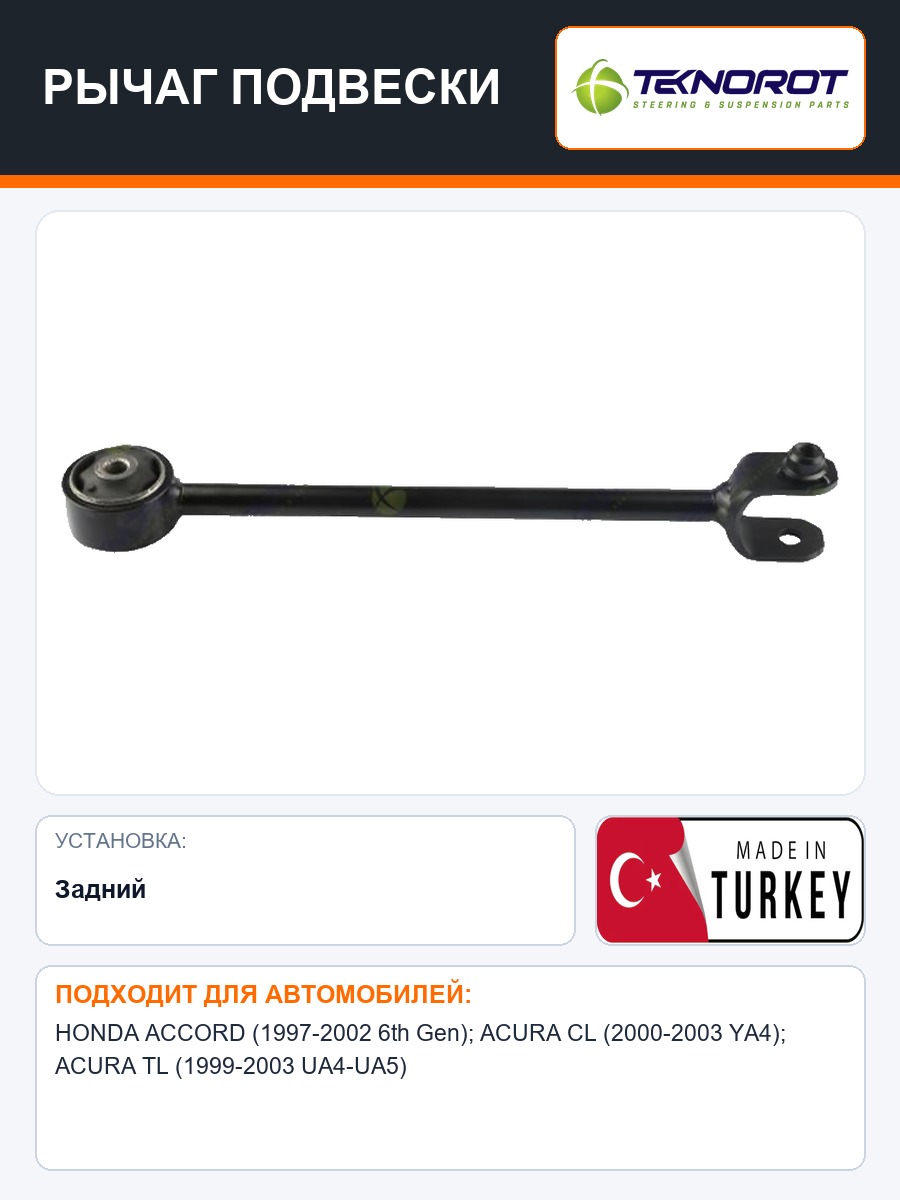 РЫЧАГ ПОДВЕСКИ
TEKNOROT
STEERING & SUSPENSION PARTS
УСТАНОВКА:
Задний
MADE IN
TURKEY
ПОДХОДИТ ДЛЯ АВТОМОБИЛЕЙ:
HONDA ACCORD (1997-2002 6th Gen); ACURA CL (2000-2003 YA4);
ACURA TL (1999-2003 UA4-UA5)